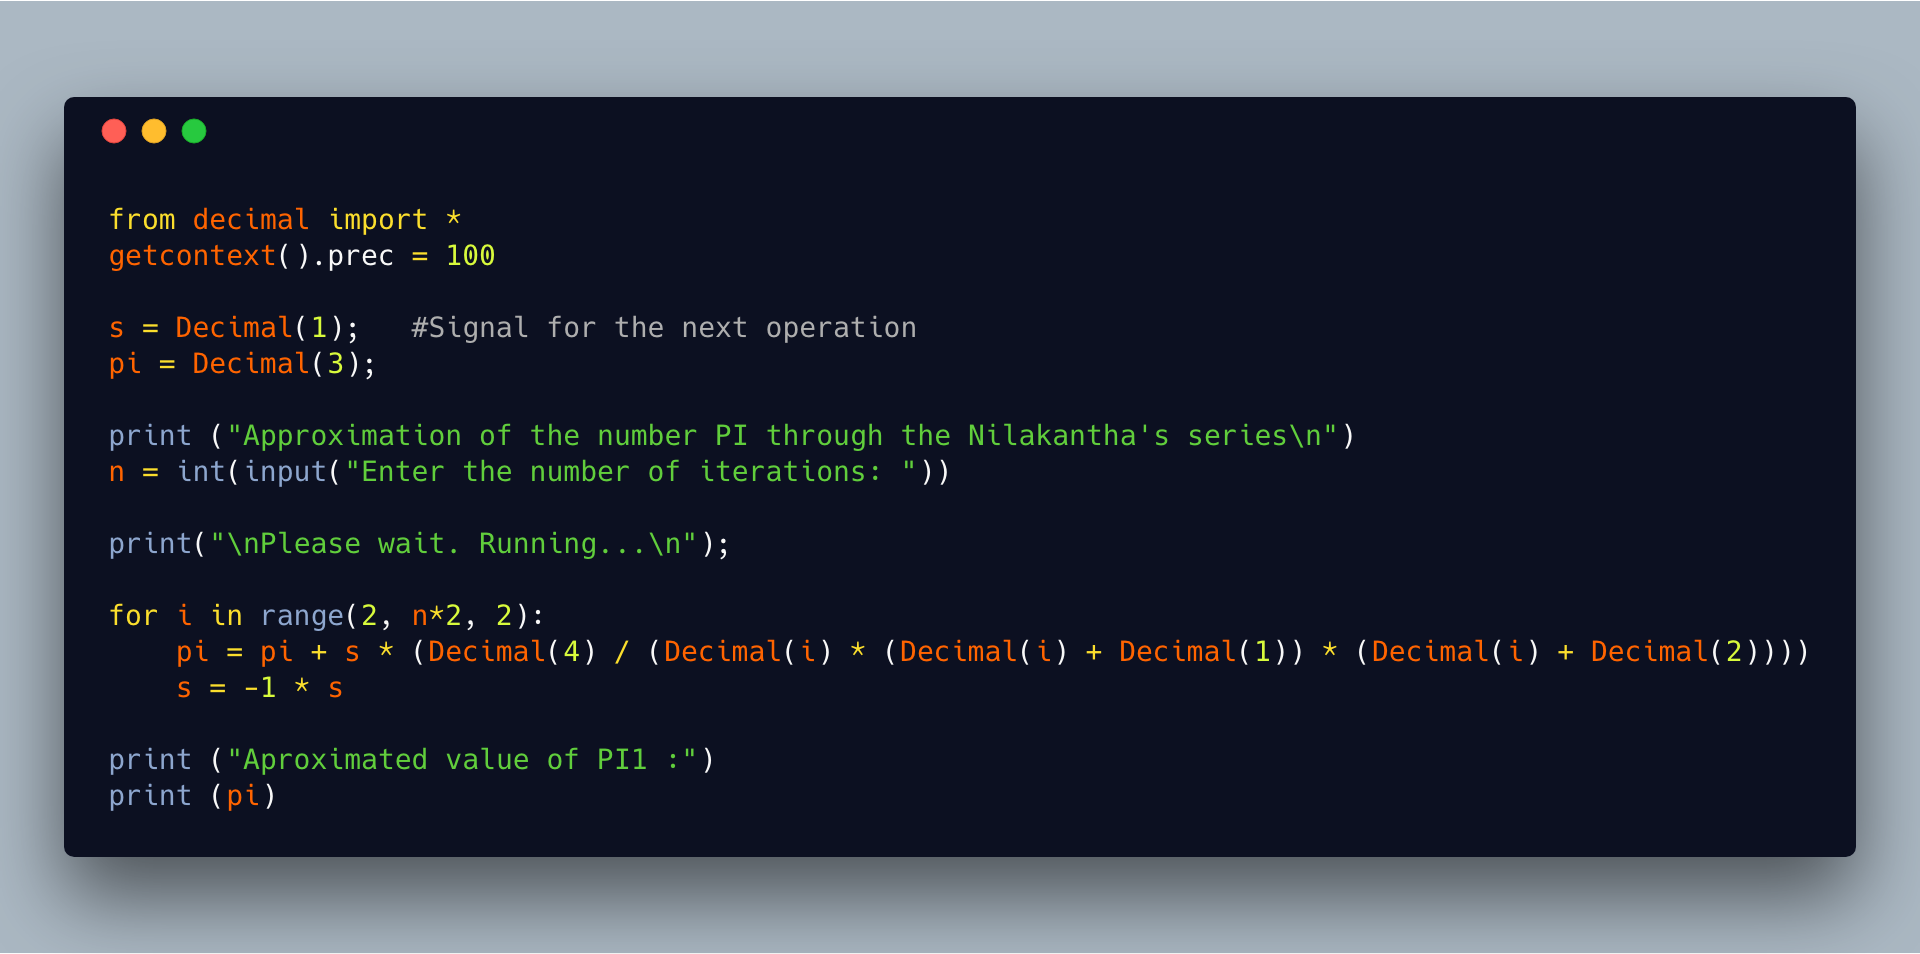 from decimal import *
getcontext().prec = 100
s = Decimal(1);   #Signal for the next operation
pi = Decimal(3);
print ("Approximation of the number PI through the Nilakantha's series\n")
n = int(input("Enter the number of iterations: "))
print("\nPlease wait. Running...\n");
for i in range(2, n*2, 2):
    pi = pi + s * (Decimal(4) / (Decimal(i) * (Decimal(i) + Decimal(1)) * (Decimal(i) + Decimal(2))))
    s = -1 * s
print ("Aproximated value of PI1 :")
print (pi)